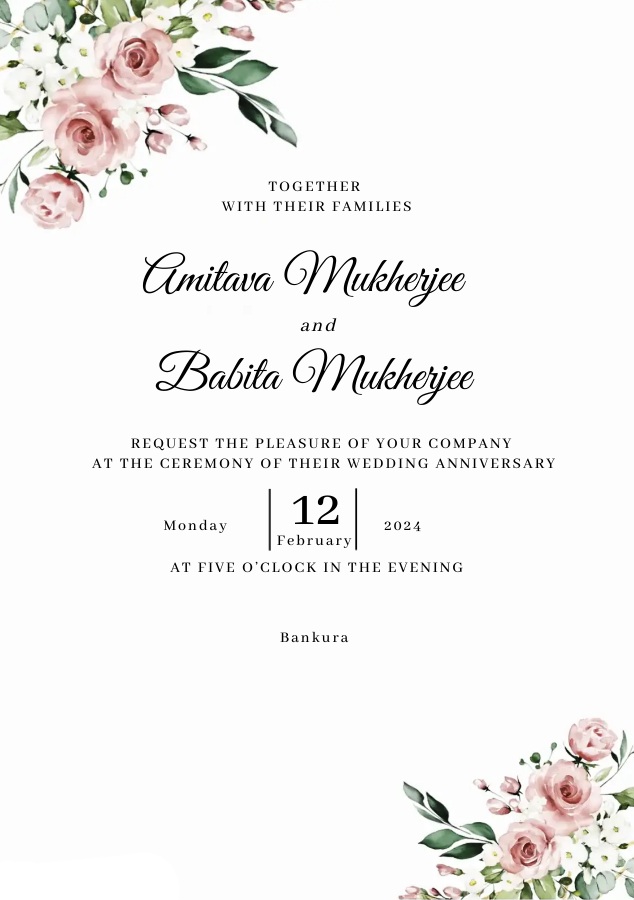 TOGETHER
WITH THEIR FAMILIES
Amitava Mukherjee
and
Babita Mukherjee
REQUEST THE PLEASURE OF YOUR COMPANY
AT THE CEREMONY OF THEIR WEDDING ANNIVERSARY
Monday
12
February
2024
AT FIVE O’CLOCK IN THE EVENING
Bankura